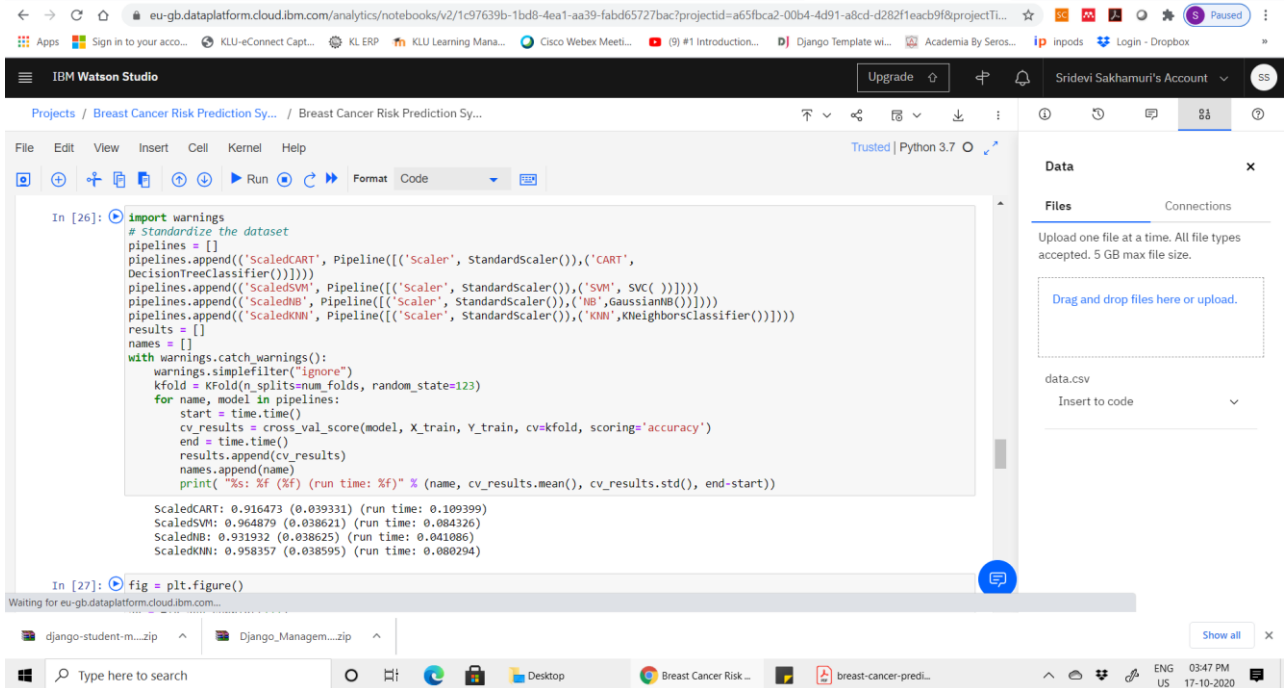 eu-gb.dataplatform.cloud.ibm.com/analytics/notebooks/v2/1c97639b-1bd8-4ea1-aa39-fabd65727bac?projectid=a65fbca2-00b4-4d91-a8cd-d282f1eacb9f&projectTi... SC S Paused
Apps Sign in to your acco... KLU-eConnect Capt... KL ERP KLU Learning Mana... Cisco Webex Meeti... (9) #1 Introduction... Django Template wi... Academia By Seros... inpods Login - Dropbox »
IBM Watson Studio Upgrade Sridevi Sakhamuri's Account SS
Projects / Breast Cancer Risk Prediction Sy... / Breast Cancer Risk Prediction Sy...
File Edit View Insert Cell Kernel Help Trusted | Python 3.7
Run Format Code
In [26]: import warnings
# Standardize the dataset
pipelines = []
pipelines.append(('ScaledCART', Pipeline([('Scaler', StandardScaler()),('CART',
DecisionTreeClassifier())])))
pipelines.append(('ScaledSVM', Pipeline([('Scaler', StandardScaler()),('SVM', SVC( ))])))
pipelines.append(('ScaledNB', Pipeline([('Scaler', StandardScaler()),('NB',GaussianNB())])))
pipelines.append(('ScaledKNN', Pipeline([('Scaler', StandardScaler()),('KNN',KNeighborsClassifier())])))
results = []
names = []
with warnings.catch_warnings():
    warnings.simplefilter("ignore")
    kfold = KFold(n_splits=num_folds, random_state=123)
    for name, model in pipelines:
        start = time.time()
        cv_results = cross_val_score(model, X_train, Y_train, cv=kfold, scoring='accuracy')
        end = time.time()
        results.append(cv_results)
        names.append(name)
        print( "%s: %f (%f) (run time: %f)" % (name, cv_results.mean(), cv_results.std(), end-start))
ScaledCART: 0.916473 (0.039331) (run time: 0.109399)
ScaledSVM: 0.964879 (0.038621) (run time: 0.084326)
ScaledNB: 0.931932 (0.038625) (run time: 0.041086)
ScaledKNN: 0.958357 (0.038595) (run time: 0.080294)
In [27]: fig = plt.figure()
Data
Files Connections
Upload one file at a time. All file types
accepted. 5 GB max file size.
Drag and drop files here or upload.
data.csv
Insert to code
Waiting for eu-gb.dataplatform.cloud.ibm.com...
django-student-m....zip Django_Managem....zip Show all
Type here to search Desktop Breast Cancer Risk ... breast-cancer-predi... ENG 03:47 PM
US 17-10-2020